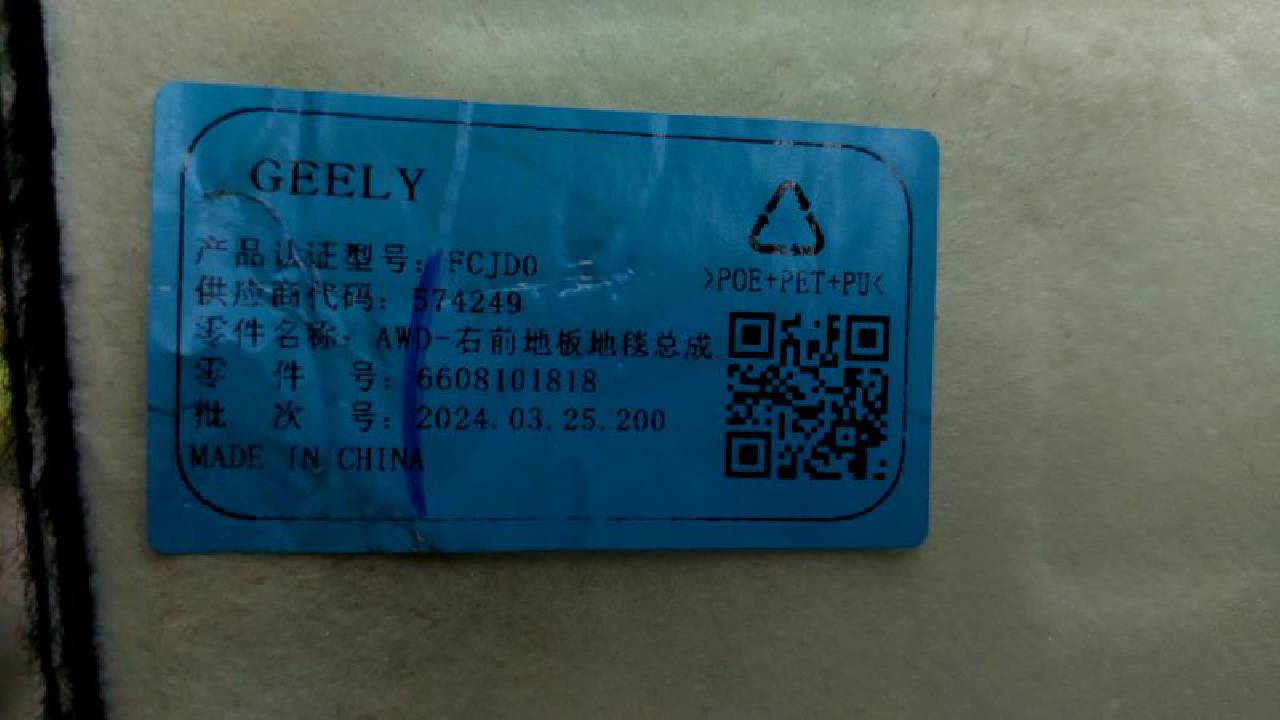 GEELY
产品认证型号：FCJD0
供应商代码：574249
零件名称：AWD-右前地板地毯总成
零 件 号：6608101818
批 次 号：2024.03.25.200
MADE IN CHINA
>POE+PET+PU<